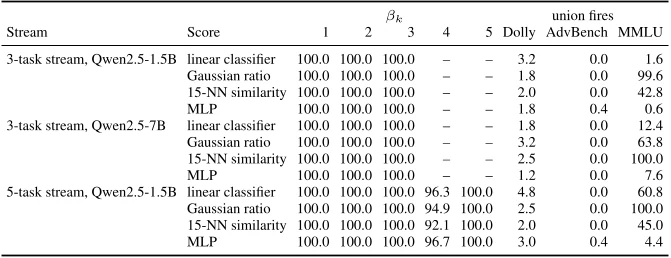 β_k union fires
Stream Score 1 2 3 4 5 Dolly AdvBench MMLU
3-task stream, Qwen2.5-1.5B linear classifier 100.0 100.0 100.0 – – 3.2 0.0 1.6
Gaussian ratio 100.0 100.0 100.0 – – 1.8 0.0 99.6
15-NN similarity 100.0 100.0 100.0 – – 2.0 0.0 42.8
MLP 100.0 100.0 100.0 – – 1.8 0.4 0.6
3-task stream, Qwen2.5-7B linear classifier 100.0 100.0 100.0 – – 1.8 0.0 12.4
Gaussian ratio 100.0 100.0 100.0 – – 3.2 0.0 63.8
15-NN similarity 100.0 100.0 100.0 – – 2.5 0.0 100.0
MLP 100.0 100.0 100.0 – – 1.2 0.0 7.6
5-task stream, Qwen2.5-1.5B linear classifier 100.0 100.0 100.0 96.3 100.0 4.8 0.0 60.8
Gaussian ratio 100.0 100.0 100.0 94.9 100.0 2.5 0.0 100.0
15-NN similarity 100.0 100.0 100.0 92.1 100.0 2.0 0.0 45.0
MLP 100.0 100.0 100.0 96.7 100.0 3.0 0.4 4.4